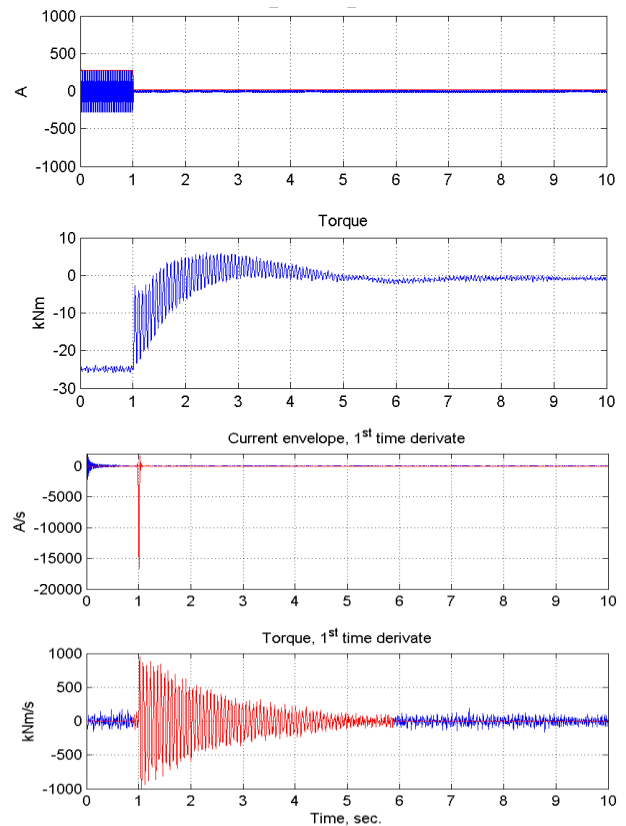 1000
500
0
-500
-1000
A
0 1 2 3 4 5 6 7 8 9 10
Torque
10
0
-10
-20
-30
kNm
0 1 2 3 4 5 6 7 8 9 10
Current envelope, 1st time derivate
0
-5000
-10000
-15000
-20000
A/s
0 1 2 3 4 5 6 7 8 9 10
Torque, 1st time derivate
1000
500
0
-500
-1000
kNm/s
0 1 2 3 4 5 6 7 8 9 10
Time, sec.